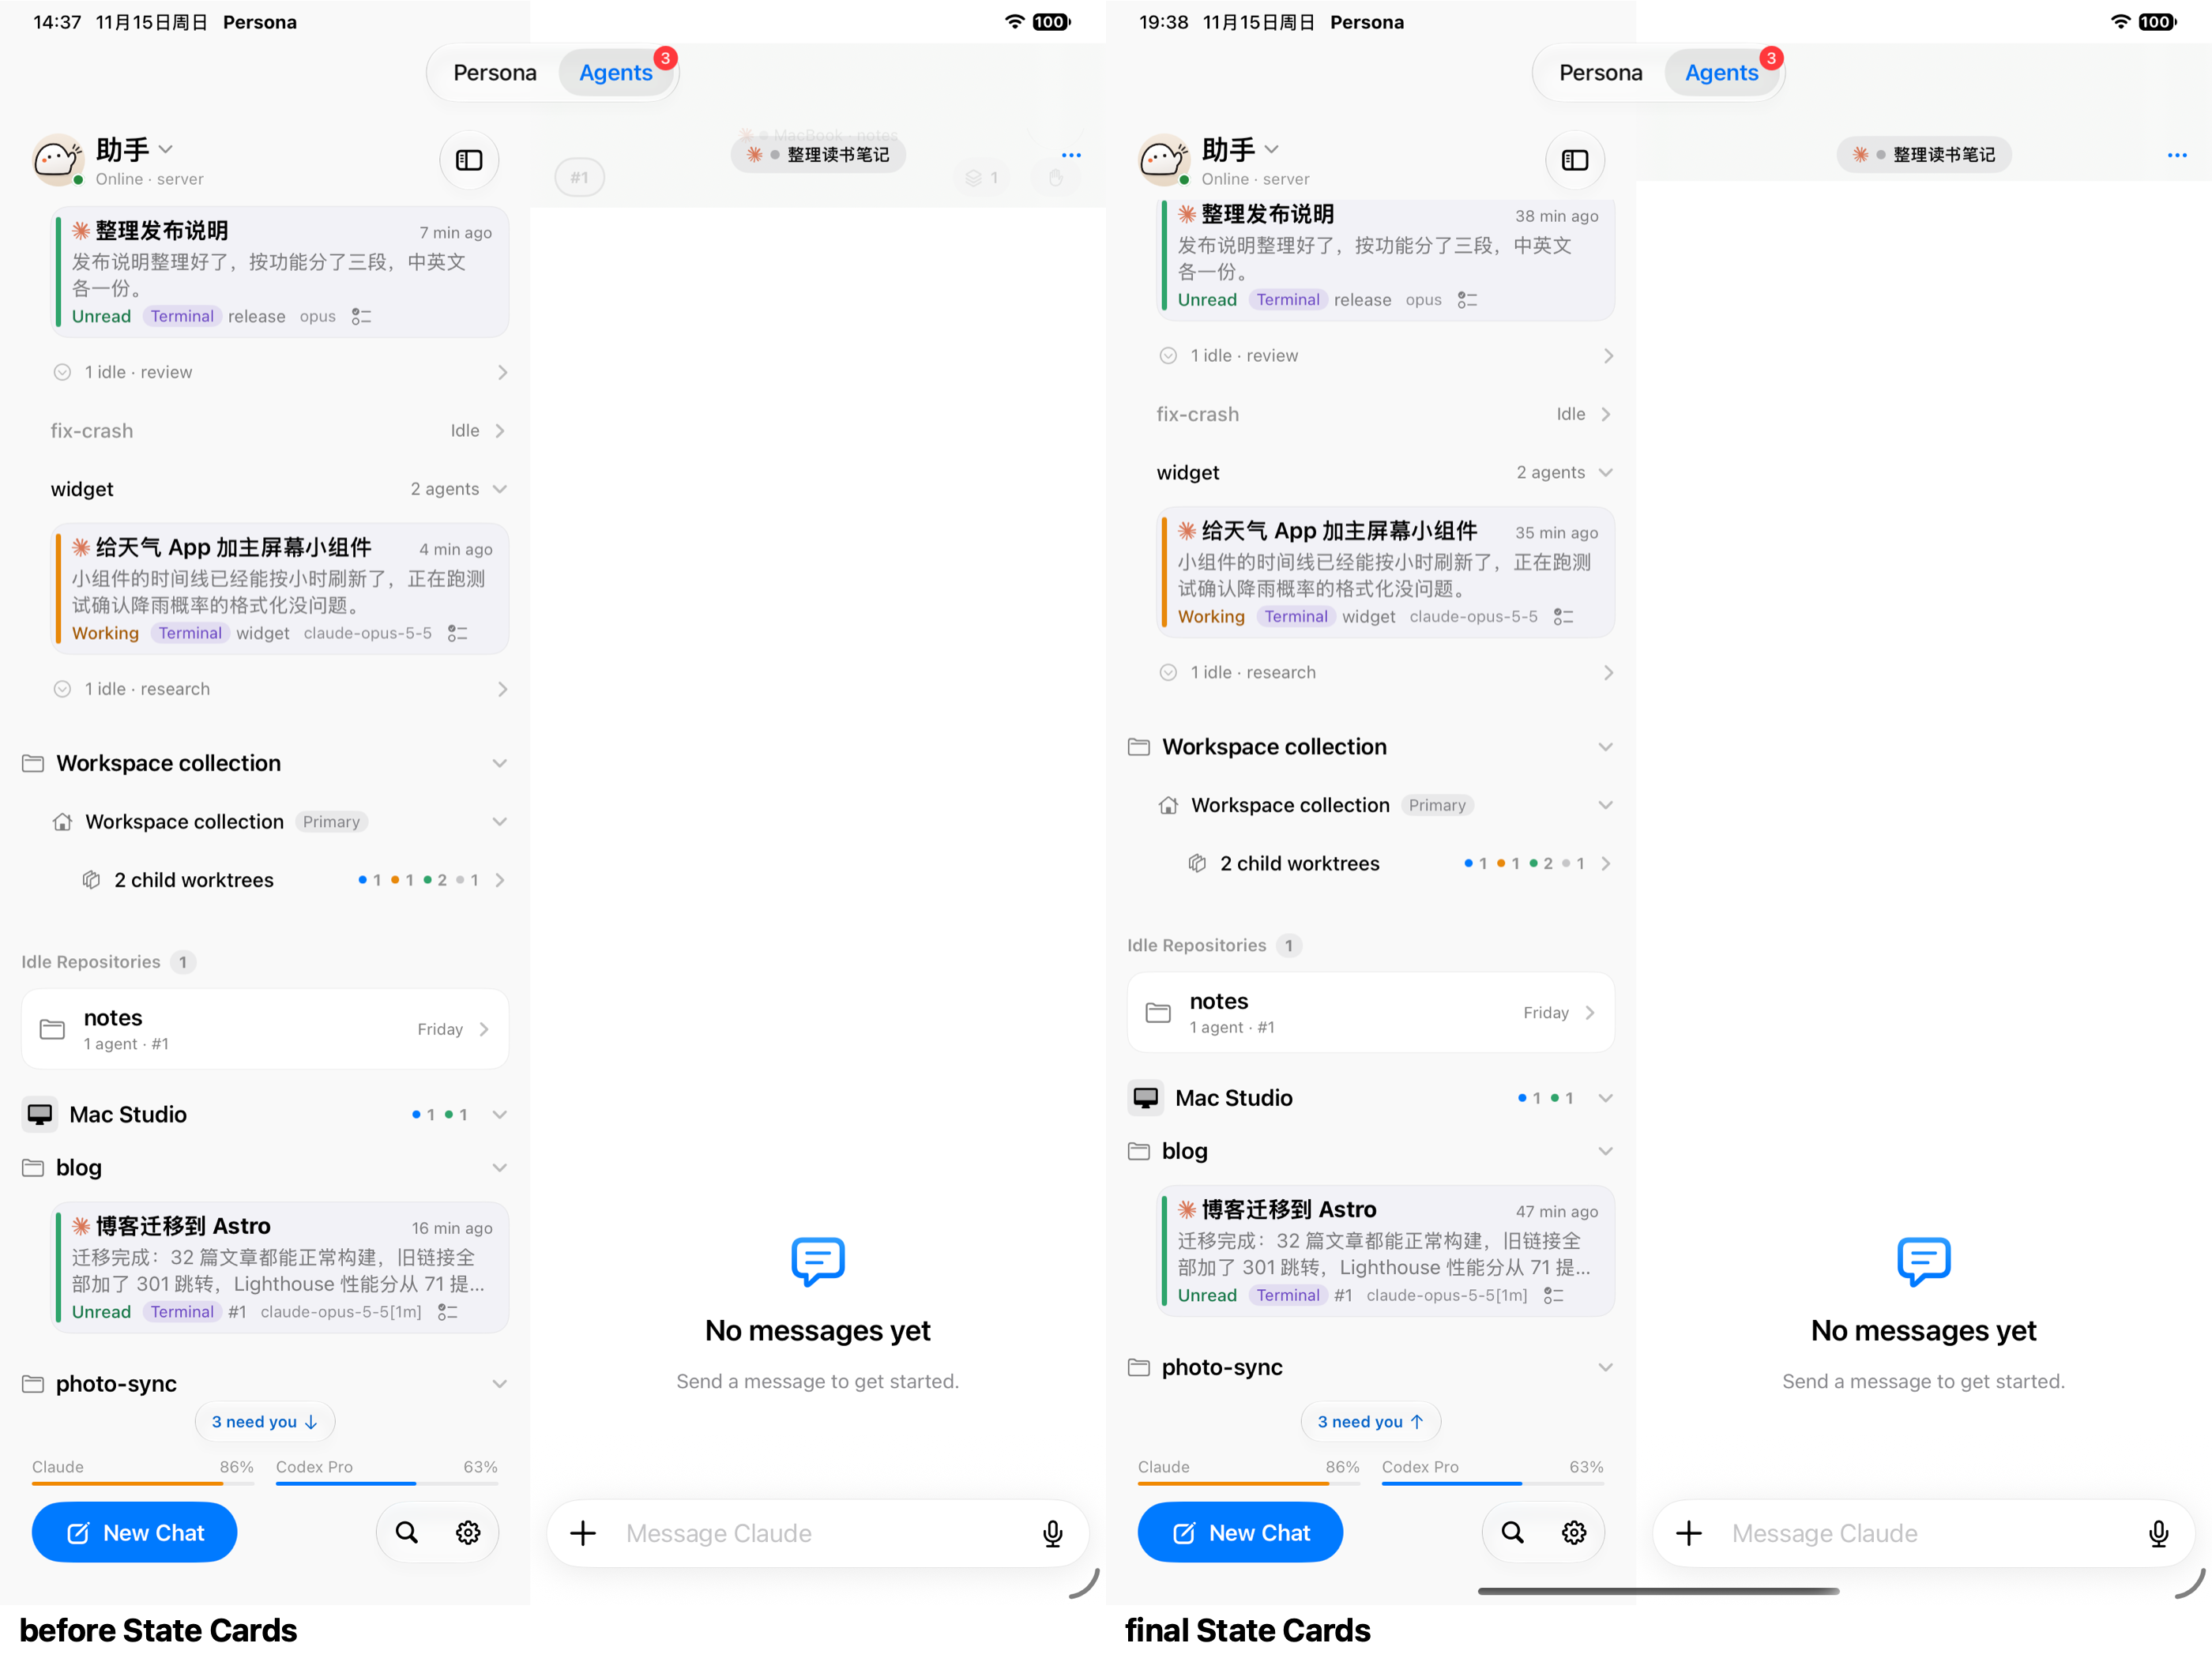 14:37 11月15日周日 Persona
100
Persona
Agents
3
助手
Online · server
MacBook · notes
整理读书笔记
#1
1
整理发布说明
7 min ago
发布说明整理好了，按功能分了三段，中英文
各一份。
Unread Terminal release opus
1 idle · review
fix-crash
Idle
widget
2 agents
给天气 App 加主屏幕小组件
4 min ago
小组件的时间线已经能按小时刷新了，正在跑测
试确认降雨概率的格式化没问题。
Working Terminal widget claude-opus-5-5
1 idle · research
Workspace collection
Workspace collection Primary
2 child worktrees
1 1 2 1
Idle Repositories 1
notes
1 agent · #1
Friday
Mac Studio
1 1
blog
博客迁移到 Astro
16 min ago
迁移完成：32 篇文章都能正常构建，旧链接全
部加了 301 跳转，Lighthouse 性能分从 71 提...
Unread Terminal #1 claude-opus-5-5[1m]
photo-sync
3 need you ↓
Claude 86%
Codex Pro 63%
New Chat
No messages yet
Send a message to get started.
Message Claude
before State Cards
19:38 11月15日周日 Persona
100
Persona
Agents
3
助手
Online · server
整理读书笔记
整理发布说明
38 min ago
发布说明整理好了，按功能分了三段，中英文
各一份。
Unread Terminal release opus
1 idle · review
fix-crash
Idle
widget
2 agents
给天气 App 加主屏幕小组件
35 min ago
小组件的时间线已经能按小时刷新了，正在跑测
试确认降雨概率的格式化没问题。
Working Terminal widget claude-opus-5-5
1 idle · research
Workspace collection
Workspace collection Primary
2 child worktrees
1 1 2 1
Idle Repositories 1
notes
1 agent · #1
Friday
Mac Studio
1 1
blog
博客迁移到 Astro
47 min ago
迁移完成：32 篇文章都能正常构建，旧链接全
部加了 301 跳转，Lighthouse 性能分从 71 提...
Unread Terminal #1 claude-opus-5-5[1m]
photo-sync
3 need you ↑
Claude 86%
Codex Pro 63%
New Chat
No messages yet
Send a message to get started.
Message Claude
final State Cards